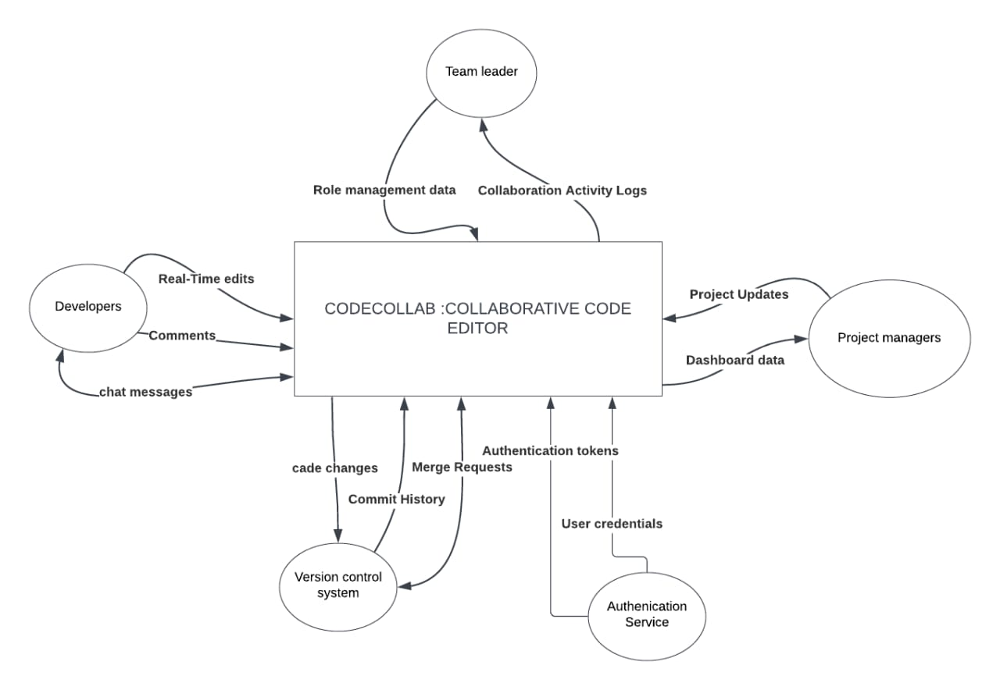 Team leader
Role management data
Collaboration Activity Logs
Real-Time edits
Developers
Comments
chat messages
CODECOLLAB :COLLABORATIVE CODE
EDITOR
Project Updates
Project managers
Dashboard data
Authentication tokens
cade changes
Merge Requests
Commit History
User credentials
Version control
system
Authenication
Service